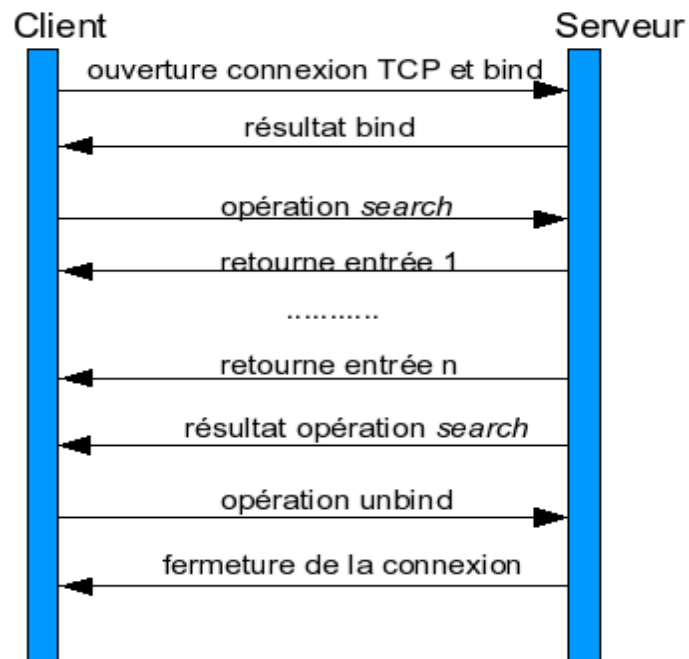 Client
Serveur
ouverture connexion TCP et bind
résultat bind
opération search
retourne entrée 1
...........
retourne entrée n
résultat opération search
opération unbind
fermeture de la connexion